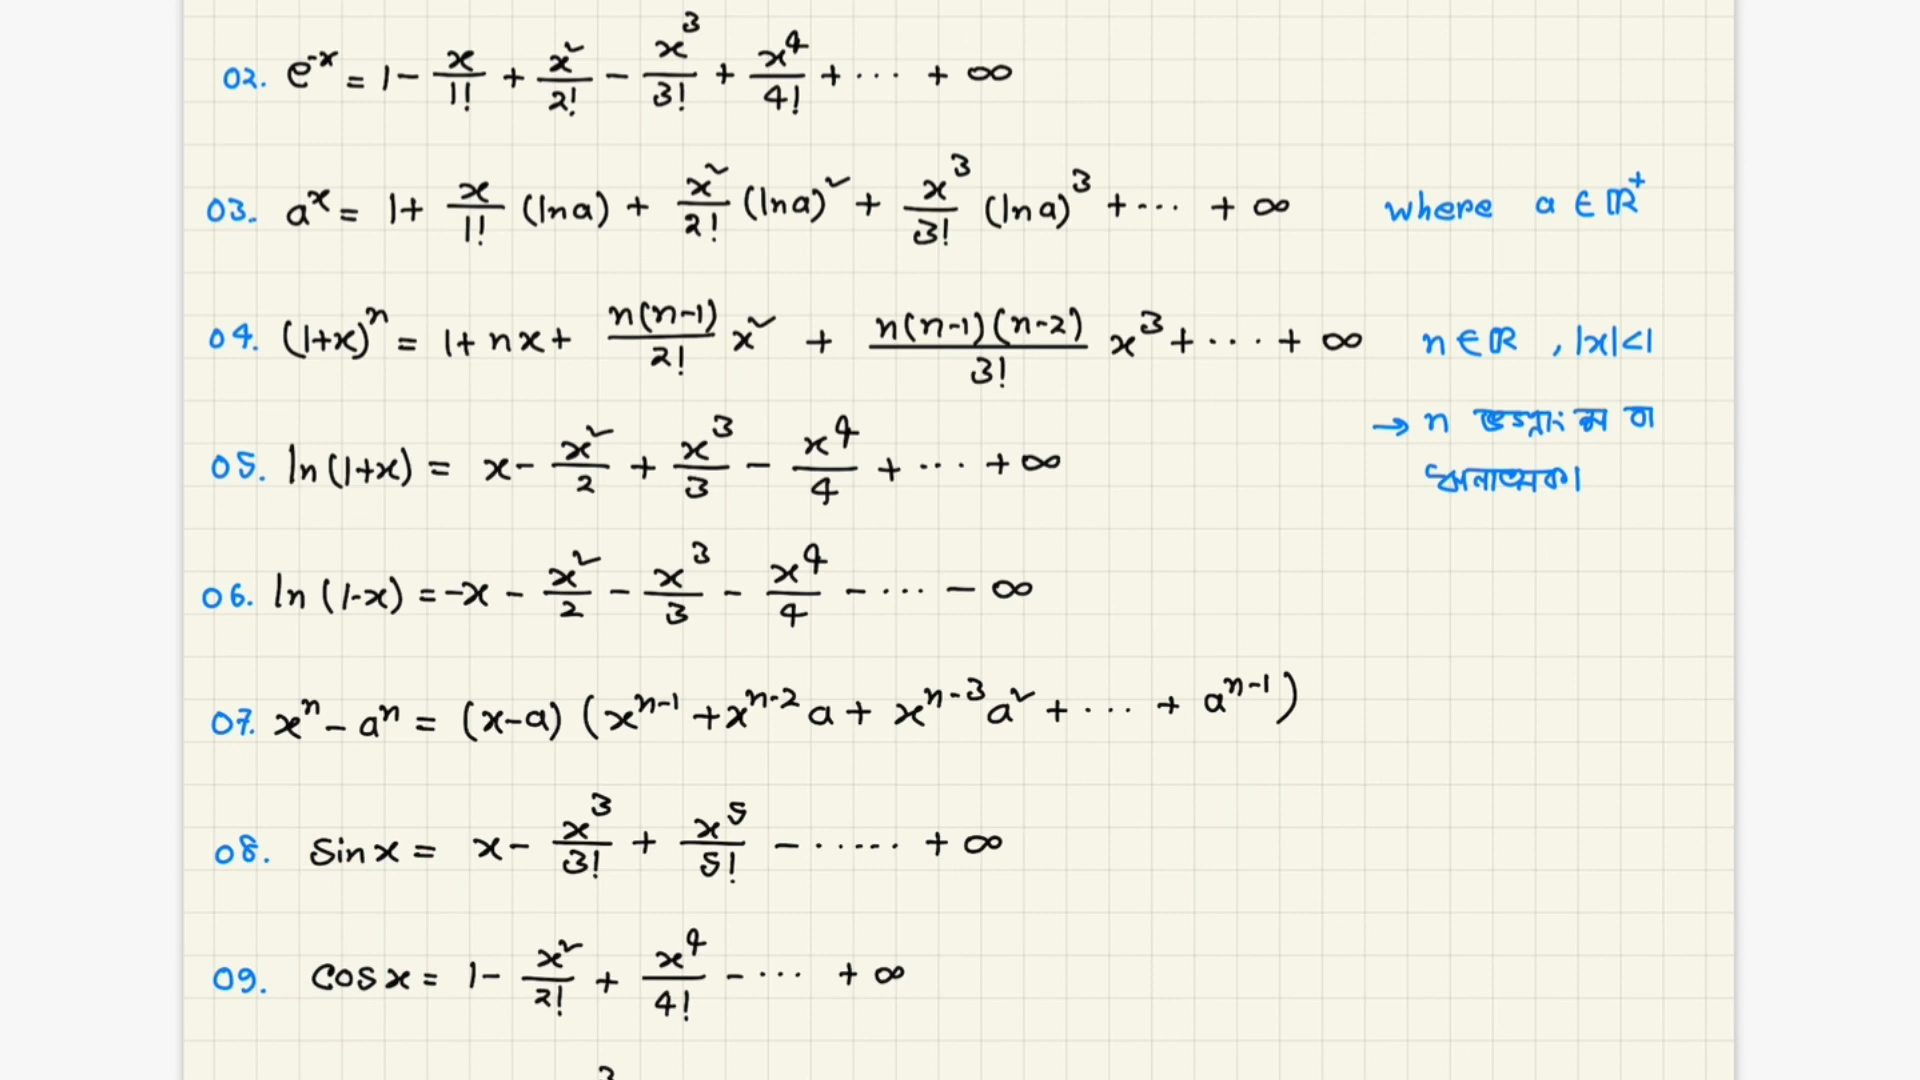 02. e^-x = 1 - x/1! + x²/2! - x³/3! + x⁴/4! + ··· + ∞
03. a^x = 1 + x/1! (ln a) + x²/2! (ln a)² + x³/3! (ln a)³ + ··· + ∞ where a ∈ ℝ⁺
04. (1+x)^n = 1 + nx + n(n-1)/2! x² + n(n-1)(n-2)/3! x³ + ··· + ∞ n ∈ ℝ , |x|<1
→ n ভগ্নাংশ বা
ঋনাত্মক।
05. ln(1+x) = x - x²/2 + x³/3 - x⁴/4 + ··· + ∞
06. ln(1-x) = -x - x²/2 - x³/3 - x⁴/4 - ··· - ∞
07. x^n - a^n = (x-a) (x^n-1 + x^n-2 a + x^n-3 a² + ··· + a^n-1)
08. sin x = x - x³/3! + x⁵/5! - ······ + ∞
09. cos x = 1 - x²/2! + x⁴/4! - ··· + ∞